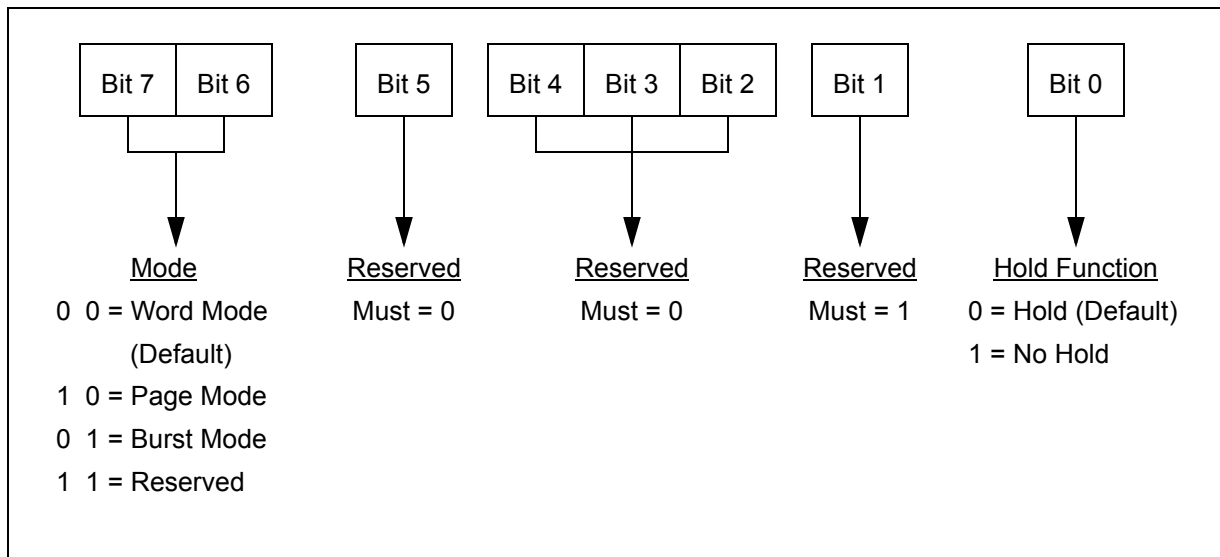 Bit 7 Bit 6 Bit 5 Bit 4 Bit 3 Bit 2 Bit 1 Bit 0
Mode
0 0 = Word Mode
(Default)
1 0 = Page Mode
0 1 = Burst Mode
1 1 = Reserved
Reserved
Must = 0
Reserved
Must = 0
Reserved
Must = 1
Hold Function
0 = Hold (Default)
1 = No Hold